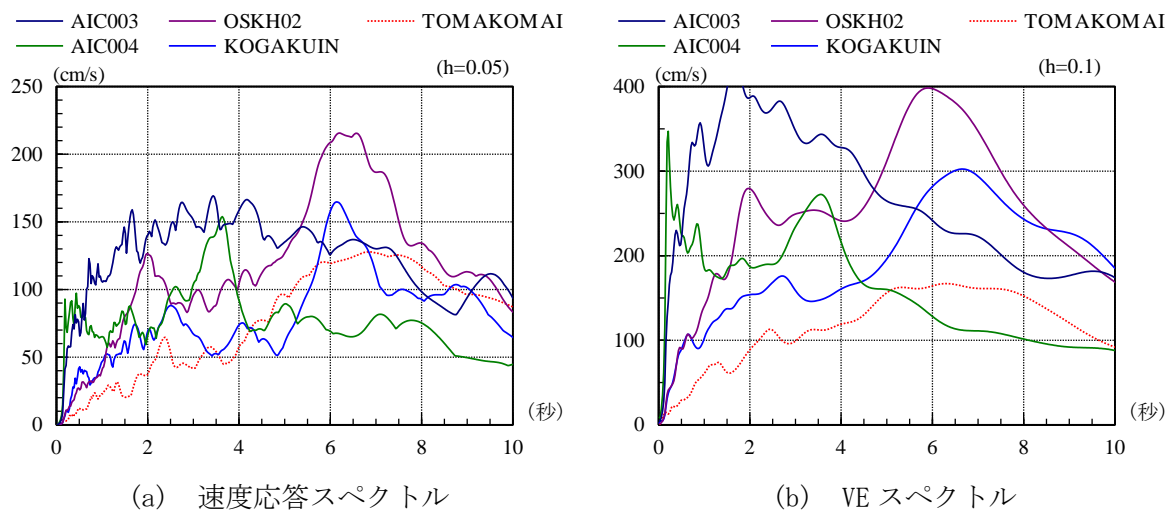 AIC003 OSKH02 TOMAKOMAI
AIC004 KOGAKUIN
(cm/s) (h=0.05)
250
200
150
100
50
0
(秒)
0 2 4 6 8 10
(a) 速度応答スペクトル
AIC003 OSKH02 TOMAKOMAI
AIC004 KOGAKUIN
(cm/s) (h=0.1)
400
300
200
100
0
(秒)
0 2 4 6 8 10
(b) VE スペクトル